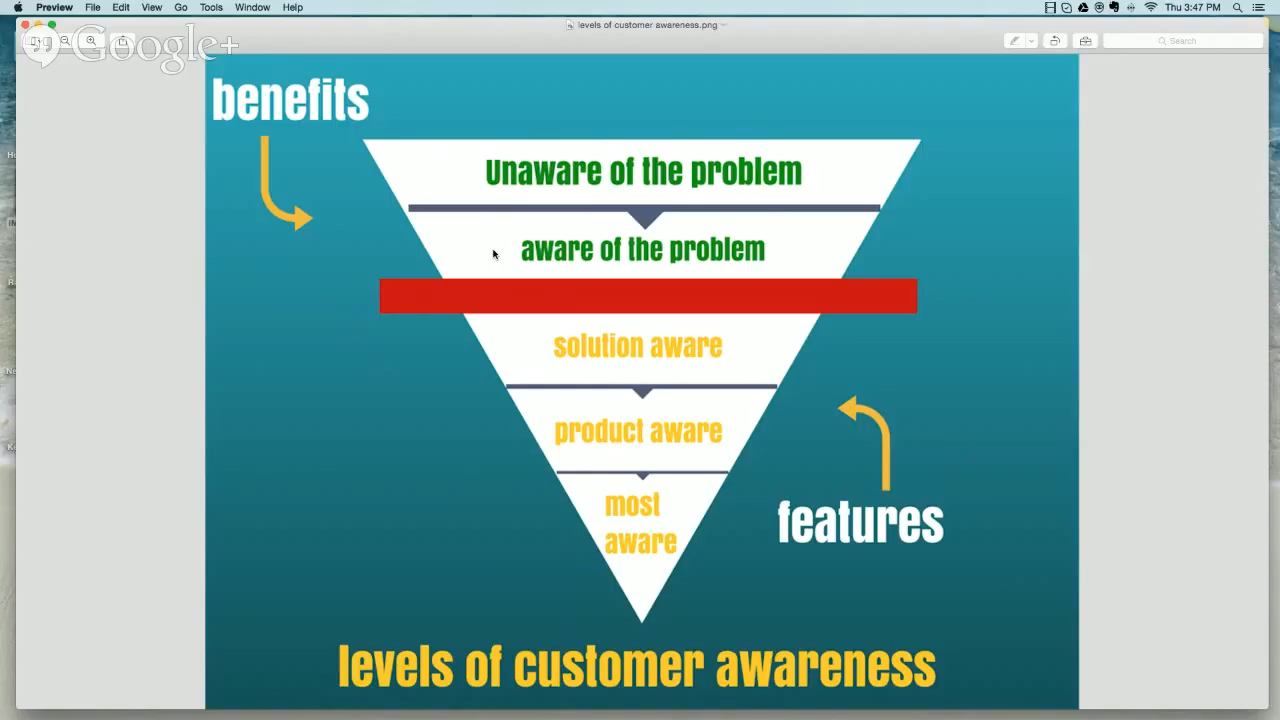 Preview File Edit View Go Tools Window Help
Thu 3:47 PM
levels of customer awareness.png
Google+
Search
benefits
Unaware of the problem
aware of the problem
solution aware
product aware
most
aware
features
levels of customer awareness